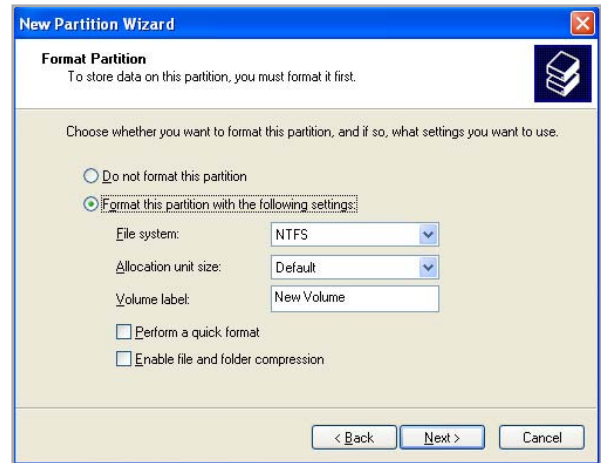 New Partition Wizard
Format Partition
To store data on this partition, you must format it first.
Choose whether you want to format this partition, and if so, what settings you want to use.
Do not format this partition
Format this partition with the following settings:
File system: NTFS
Allocation unit size: Default
Volume label: New Volume
Perform a quick format
Enable file and folder compression
< Back Next > Cancel